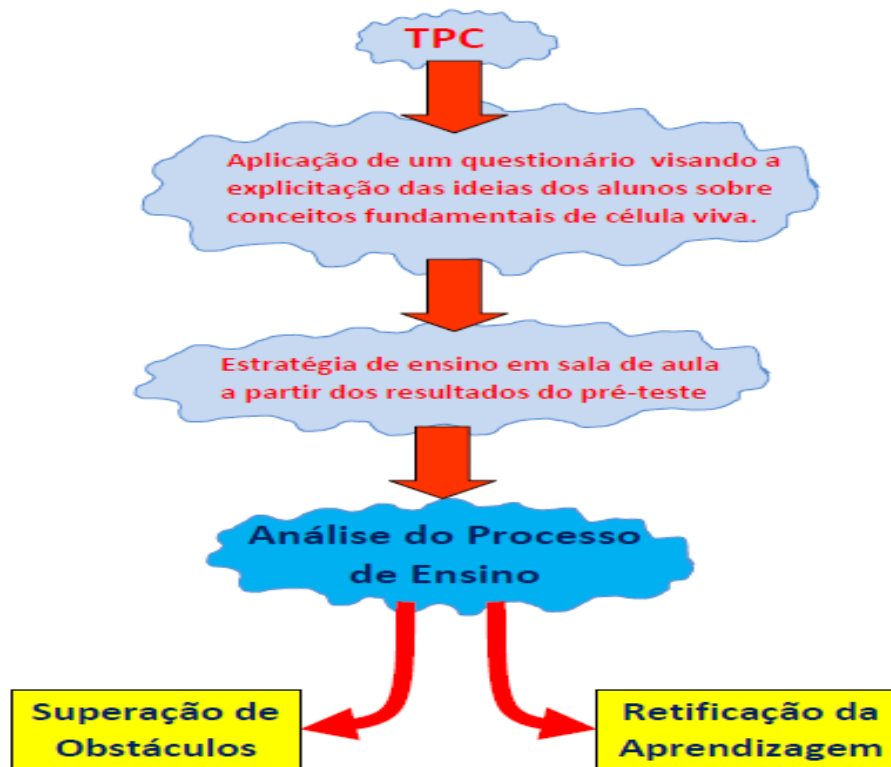 TPC
Aplicação de um questionário visando a
explicitação das ideias dos alunos sobre
conceitos fundamentais de célula viva.
Estratégia de ensino em sala de aula
a partir dos resultados do pré-teste
Análise do Processo
de Ensino
Superação de
Obstáculos
Retificação da
Aprendizagem